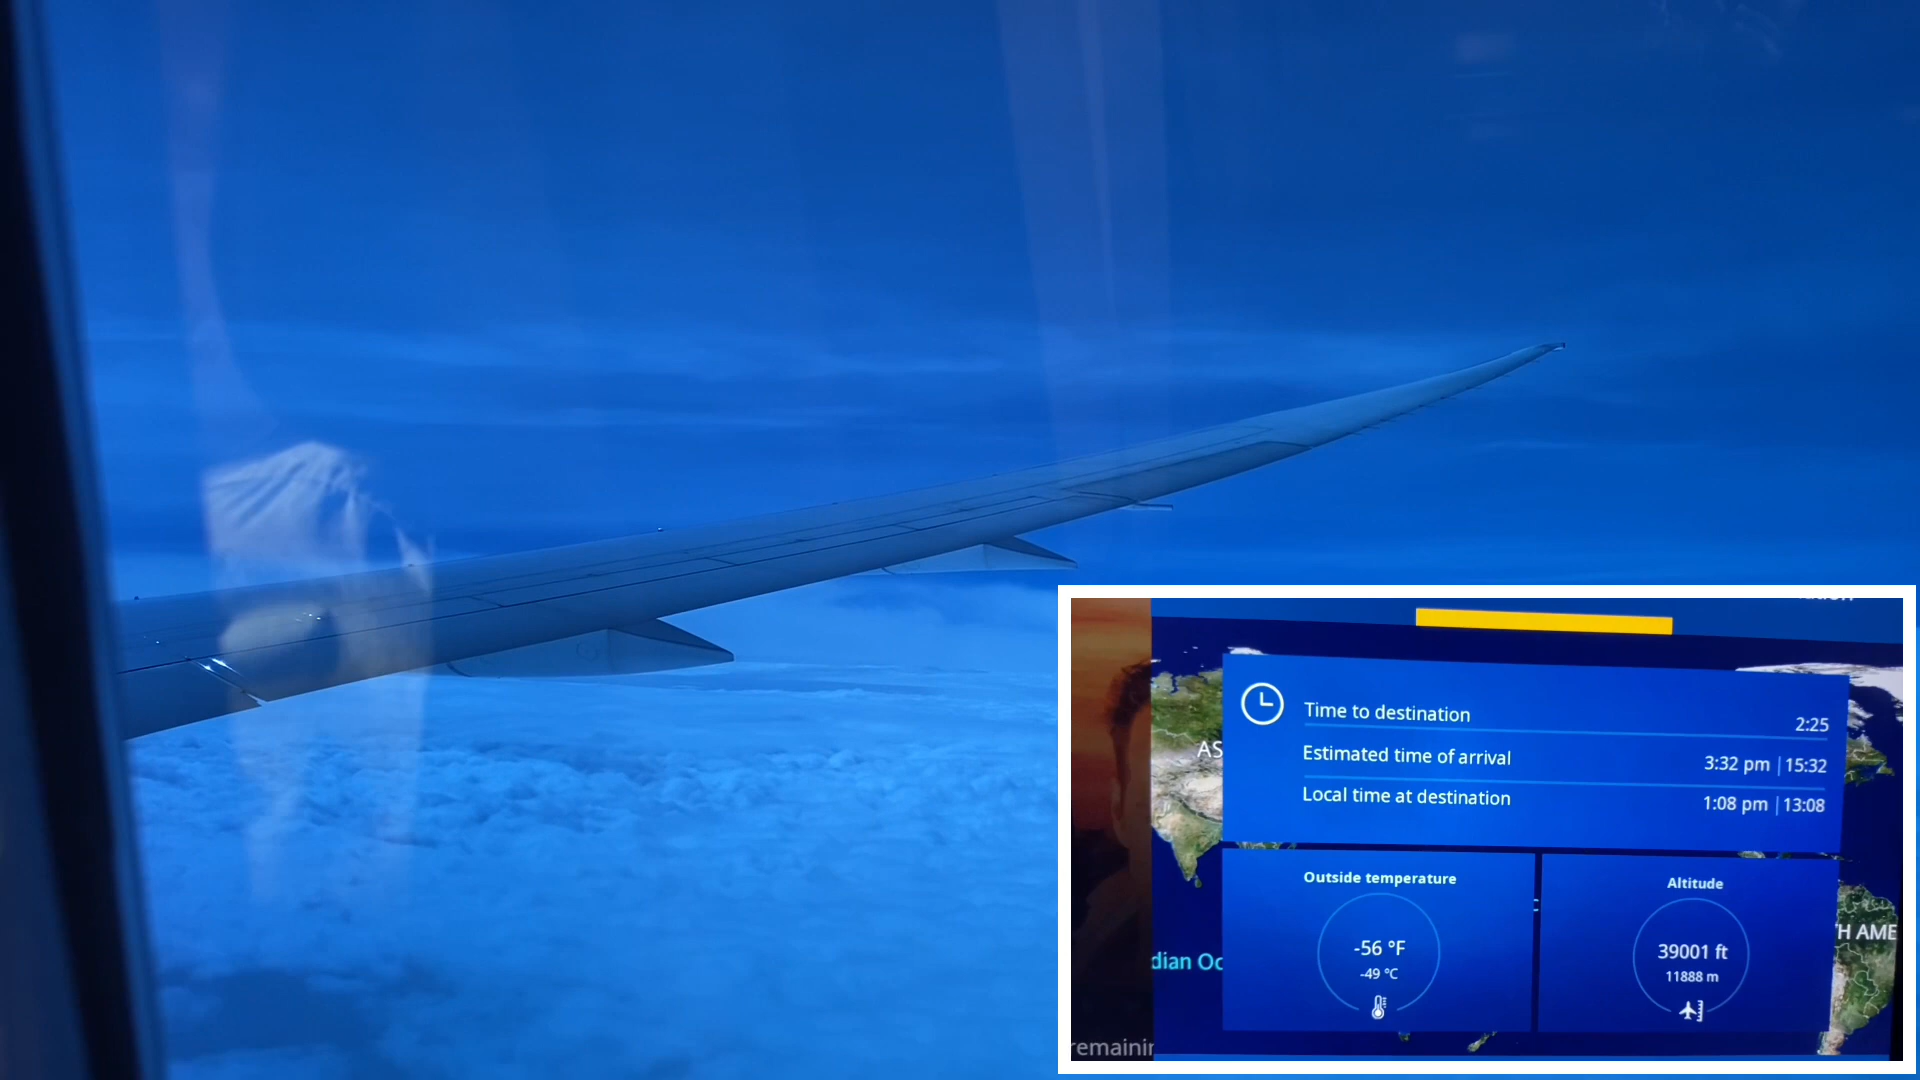 Time to destination 2:25
Estimated time of arrival 3:32 pm | 15:32
Local time at destination 1:08 pm | 13:08
Outside temperature
-56 °F
-49 °C
Altitude
39001 ft
11888 m
AS
dian Oc
H AME
remainin